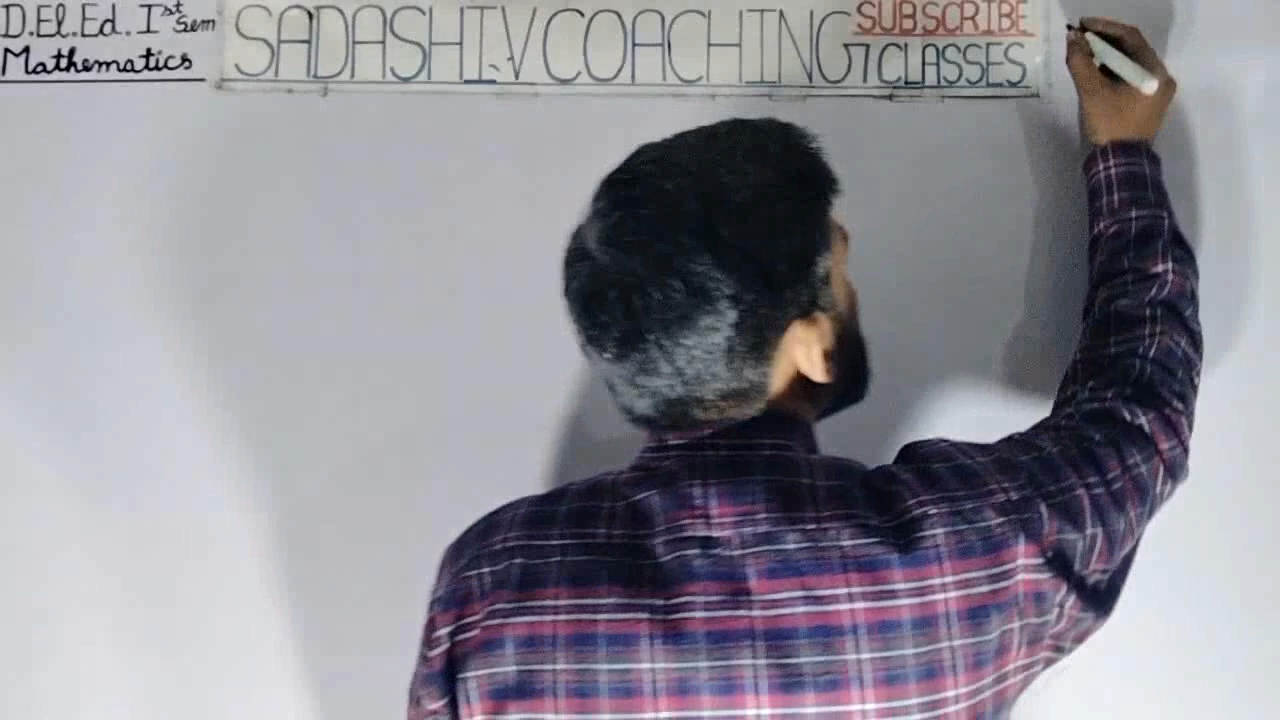 D.El.Ed. Ist Sem
Mathematics
SADASHIV COACHING
SUBSCRIBE
CLASSES